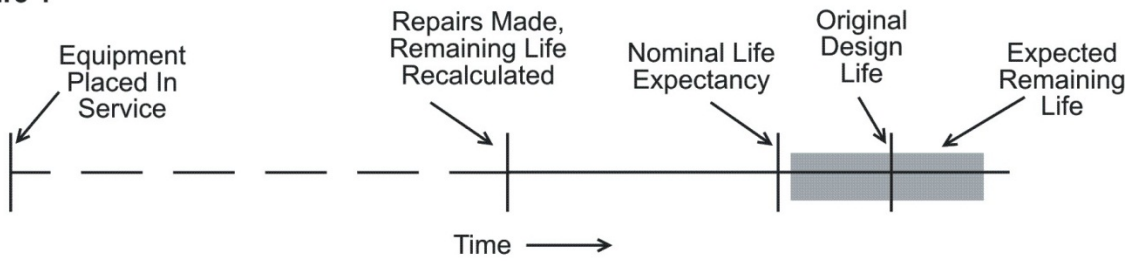 Equipment
Placed In
Service
Repairs Made,
Remaining Life
Recalculated
Nominal Life
Expectancy
Original
Design
Life
Expected
Remaining
Life
Time